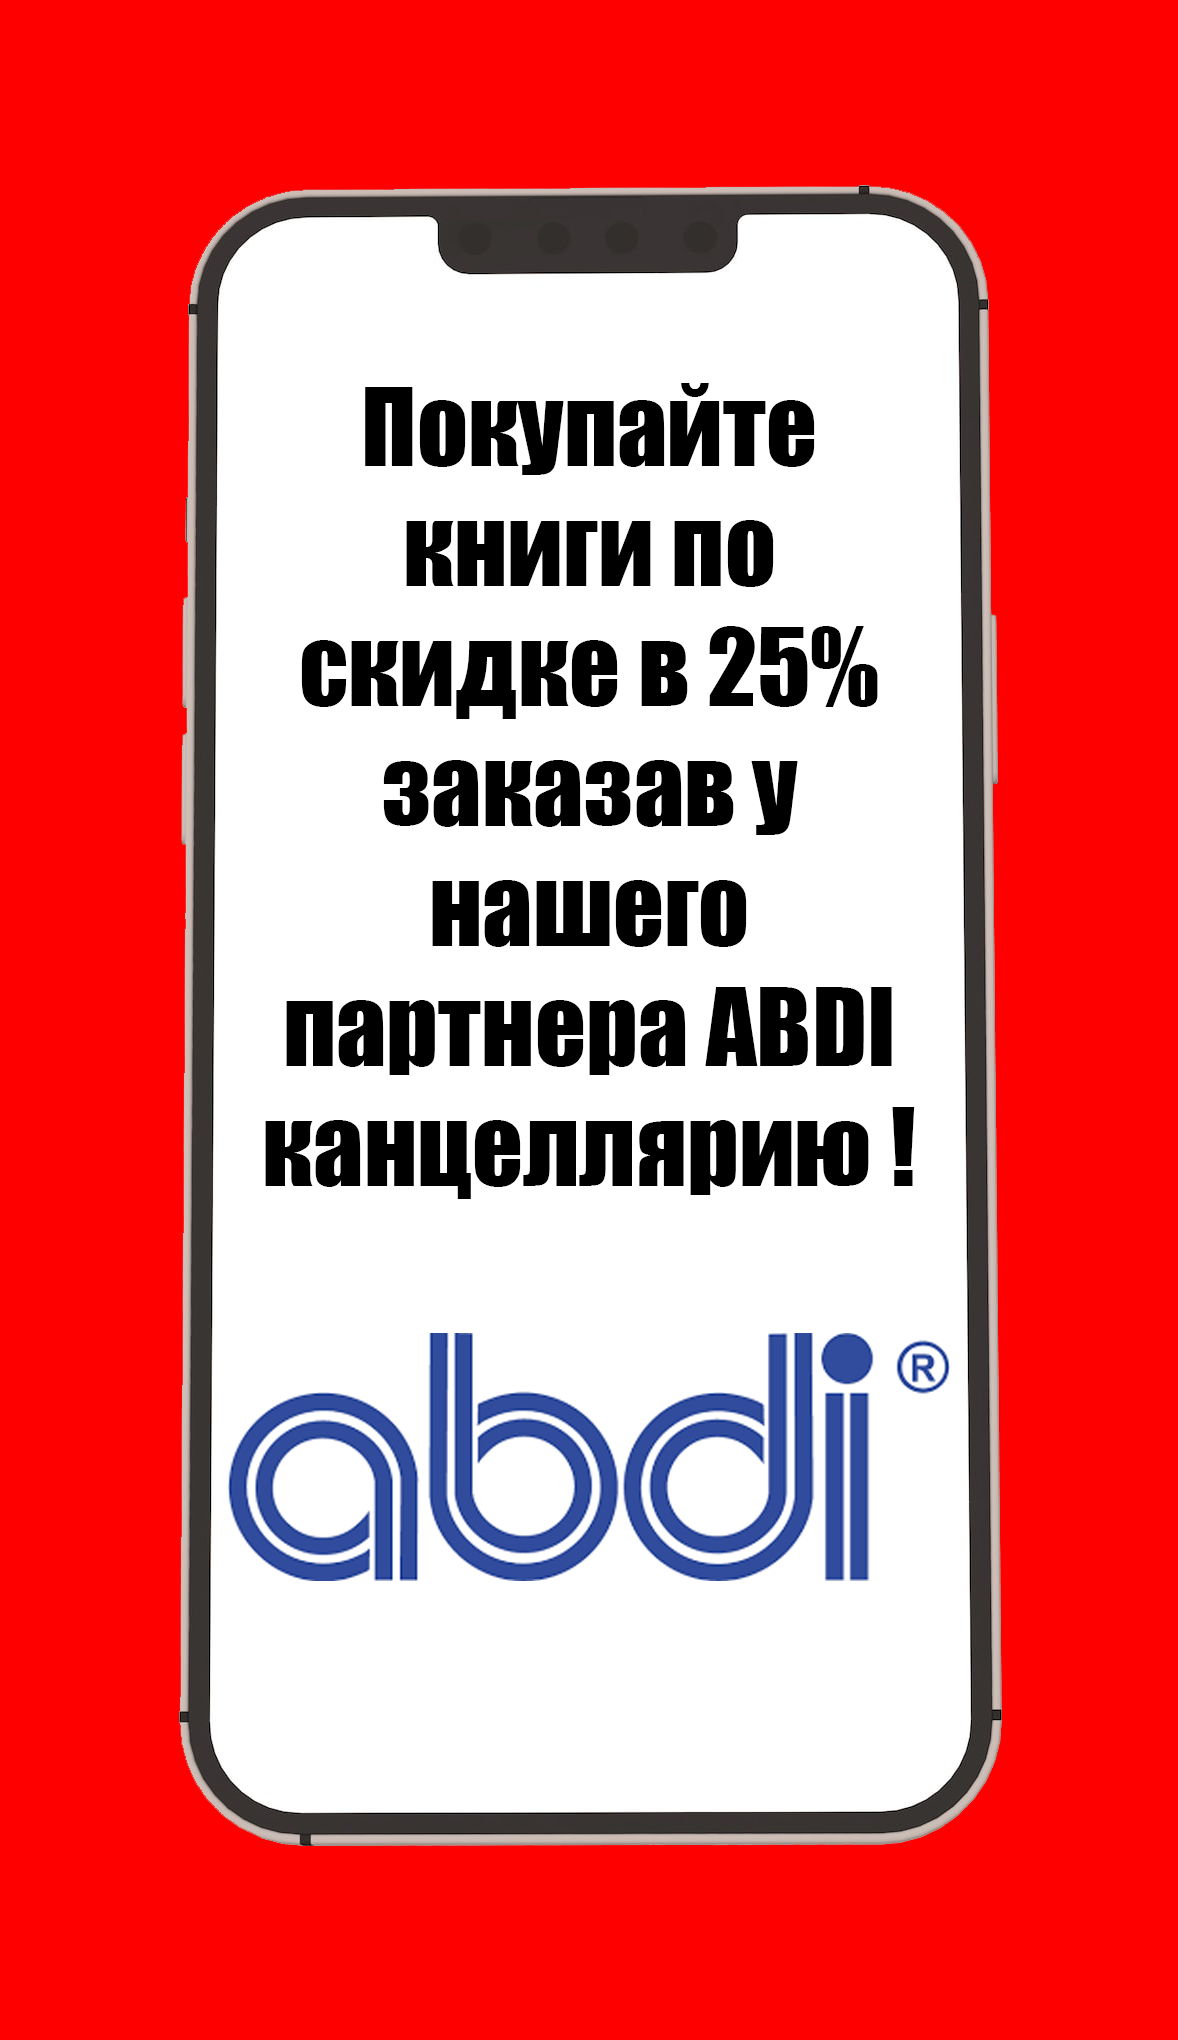 Покупайте
книги по
скидке в 25%
заказав у
нашего
партнера ABDI
канцеллярию !
abdi ®